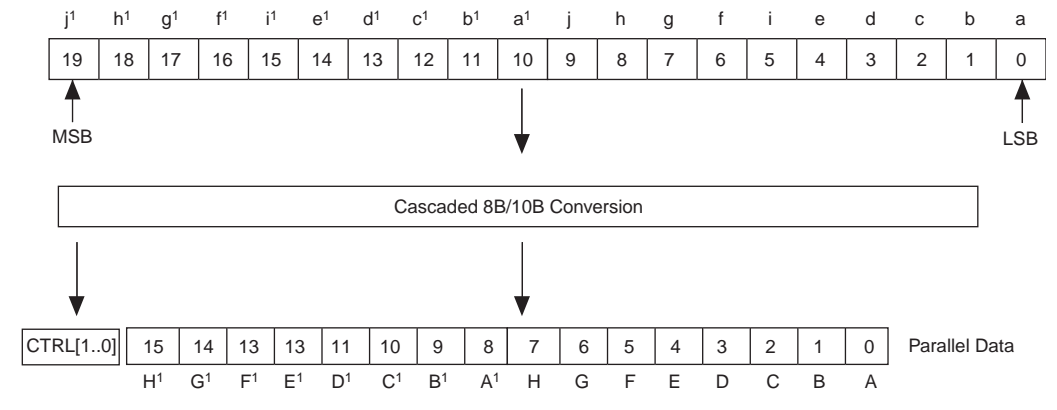 j¹ h¹ g¹ f¹ i¹ e¹ d¹ c¹ b¹ a¹ j h g f i e d c b a
19 18 17 16 15 14 13 12 11 10 9 8 7 6 5 4 3 2 1 0
MSB LSB
Cascaded 8B/10B Conversion
CTRL[1..0] 15 14 13 13 11 10 9 8 7 6 5 4 3 2 1 0 Parallel Data
H¹ G¹ F¹ E¹ D¹ C¹ B¹ A¹ H G F E D C B A